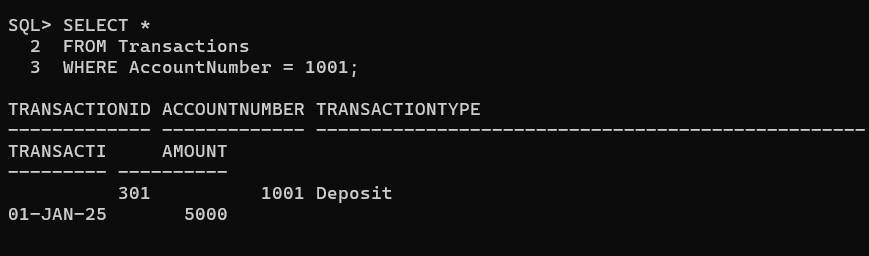 SQL> SELECT *
  2  FROM Transactions
  3  WHERE AccountNumber = 1001;

TRANSACTIONID ACCOUNTNUMBER TRANSACTIONTYPE
------------- ------------- --------------------------------------------------
TRANSACTI     AMOUNT
--------- ----------
          301          1001 Deposit
01-JAN-25       5000